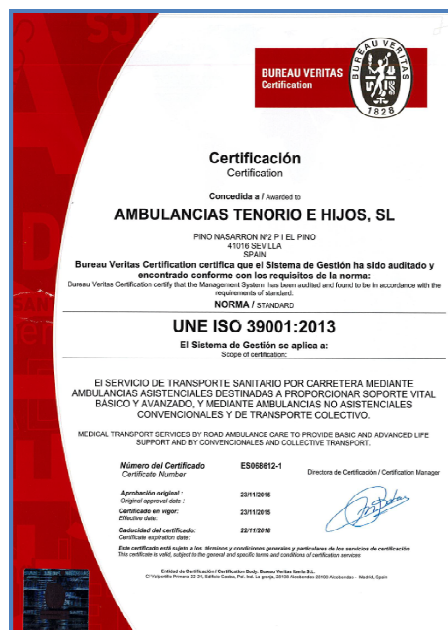 BUREAU VERITAS
Certification
BUREAU VERITAS
1828
Certificación
Certification
Concedida a / Awarded to
AMBULANCIAS TENORIO E HIJOS, SL
PINO NASARRON Nº2 P I EL PINO
41016 SEVILLA
SPAIN
Bureau Veritas Certification certifica que el Sistema de Gestión ha sido auditado y
encontrado conforme con los requisitos de la norma:
Bureau Veritas Certification certify that the Management System has been audited and found to be in accordance with the
requirements of standard.
NORMA / STANDARD
UNE ISO 39001:2013
El Sistema de Gestión se aplica a:
Scope of certification:
El SERVICIO DE TRANSPORTE SANITARIO POR CARRETERA MEDIANTE
AMBULANCIAS ASISTENCIALES DESTINADAS A PROPORCIONAR SOPORTE VITAL
BÁSICO Y AVANZADO, Y MEDIANTE AMBULANCIAS NO ASISTENCIALES
CONVENCIONALES Y DE TRANSPORTE COLECTIVO.
MEDICAL TRANSPORT SERVICES BY ROAD AMBULANCE CARE TO PROVIDE BASIC AND ADVANCED LIFE
SUPPORT AND BY CONVENCIONALES AND COLLECTIVE TRANSPORT.
Número del Certificado ES068612-1
Certificate Number
Directora de Certificación / Certification Manager
Aprobación original : 23/11/2015
Original approval date :
Certificado en vigor: 23/11/2015
Effective date:
Caducidad del certificado: 22/11/2018
Certificate expiration date:
Este certificado está sujeto a los términos y condiciones generales y particulares de los servicios de certificación
This certificate is valid, subject to the general and specific terms and conditions of certification services
Entidad de Certificación / Certification Body: Bureau Veritas Iberia S.L.